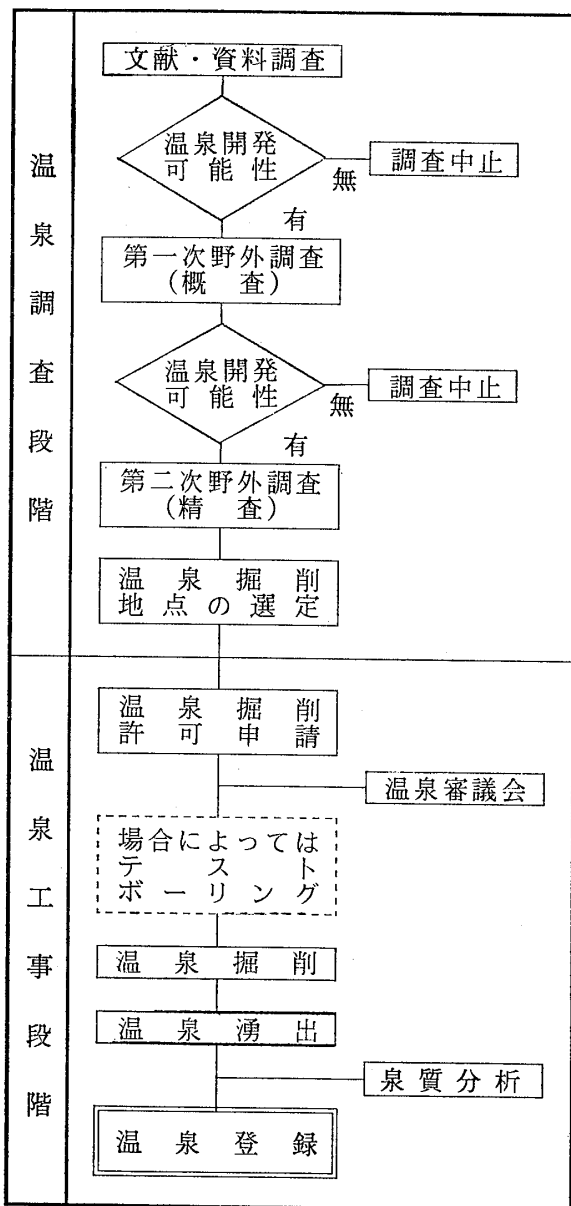 温泉調査段階
文献・資料調査
温泉開発
可能性
無
調査中止
有
第一次野外調査
(概査)
温泉開発
可能性
無
調査中止
有
第二次野外調査
(精査)
温泉掘削
地点の選定
温泉工事段階
温泉掘削
許可申請
温泉審議会
場合によっては
テスト
ボーリング
温泉掘削
温泉湧出
泉質分析
温泉登録